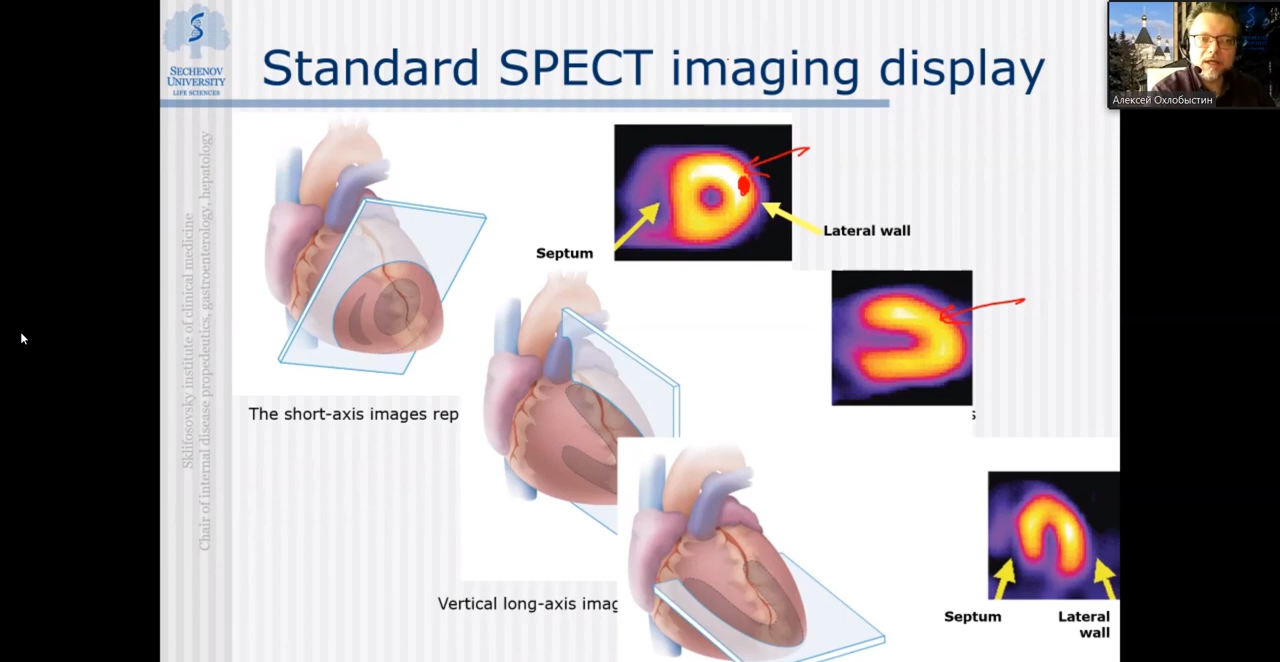 Standard SPECT imaging display
SECHENOV
UNIVERSITY
LIFE SCIENCES
Алексей Охлобыстин
Sklifosovsky institute of clinical medicine
Chair of internal disease propedeutics, gastroenterology, hepatology
Septum
Lateral wall
The short-axis images rep
s
Vertical long-axis imag
Septum
Lateral
wall